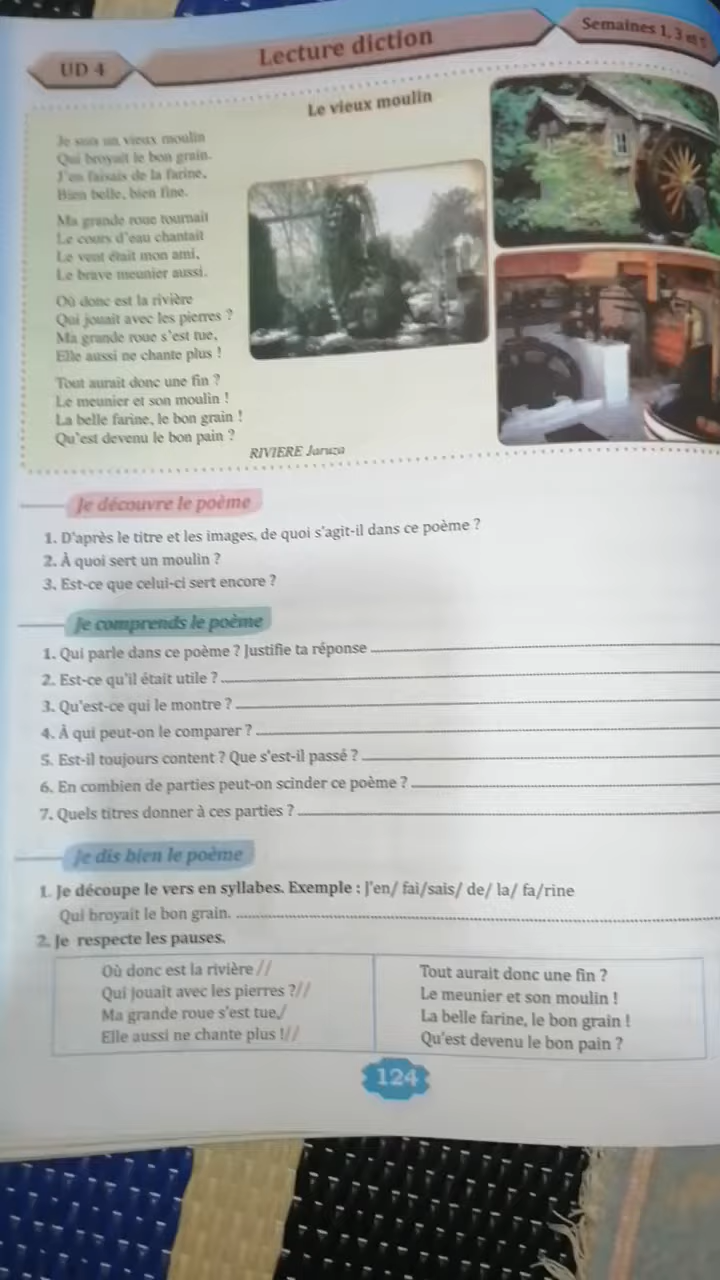 UD 4
Lecture diction
Semaines 1, 3 et 5
Le vieux moulin
Je suis un vieux moulin
Qui broyait le bon grain.
J'en faisais de la farine,
Bien belle, bien fine.
Ma grande roue tournait
Le cours d'eau chantait
Le vent était mon ami,
Le brave meunier aussi.
Où donc est la rivière
Qui jouait avec les pierres ?
Ma grande roue s'est tue,
Elle aussi ne chante plus !
Tout aurait donc une fin ?
Le meunier et son moulin !
La belle farine, le bon grain !
Qu'est devenu le bon pain ?
RIVIERE Jaruza
Je découvre le poème
1. D'après le titre et les images, de quoi s'agit-il dans ce poème ?
2. À quoi sert un moulin ?
3. Est-ce que celui-ci sert encore ?
Je comprends le poème
1. Qui parle dans ce poème ? Justifie ta réponse
2. Est-ce qu'il était utile ?
3. Qu'est-ce qui le montre ?
4. À qui peut-on le comparer ?
5. Est-il toujours content ? Que s'est-il passé ?
6. En combien de parties peut-on scinder ce poème ?
7. Quels titres donner à ces parties ?
Je dis bien le poème
1. Je découpe le vers en syllabes. Exemple : J'en/ fai/sais/ de/ la/ fa/rine
Qui broyait le bon grain.
2. Je respecte les pauses.
Où donc est la rivière //
Qui jouait avec les pierres ?//
Ma grande roue s'est tue,/
Elle aussi ne chante plus !//
Tout aurait donc une fin ?
Le meunier et son moulin !
La belle farine, le bon grain !
Qu'est devenu le bon pain ?
124